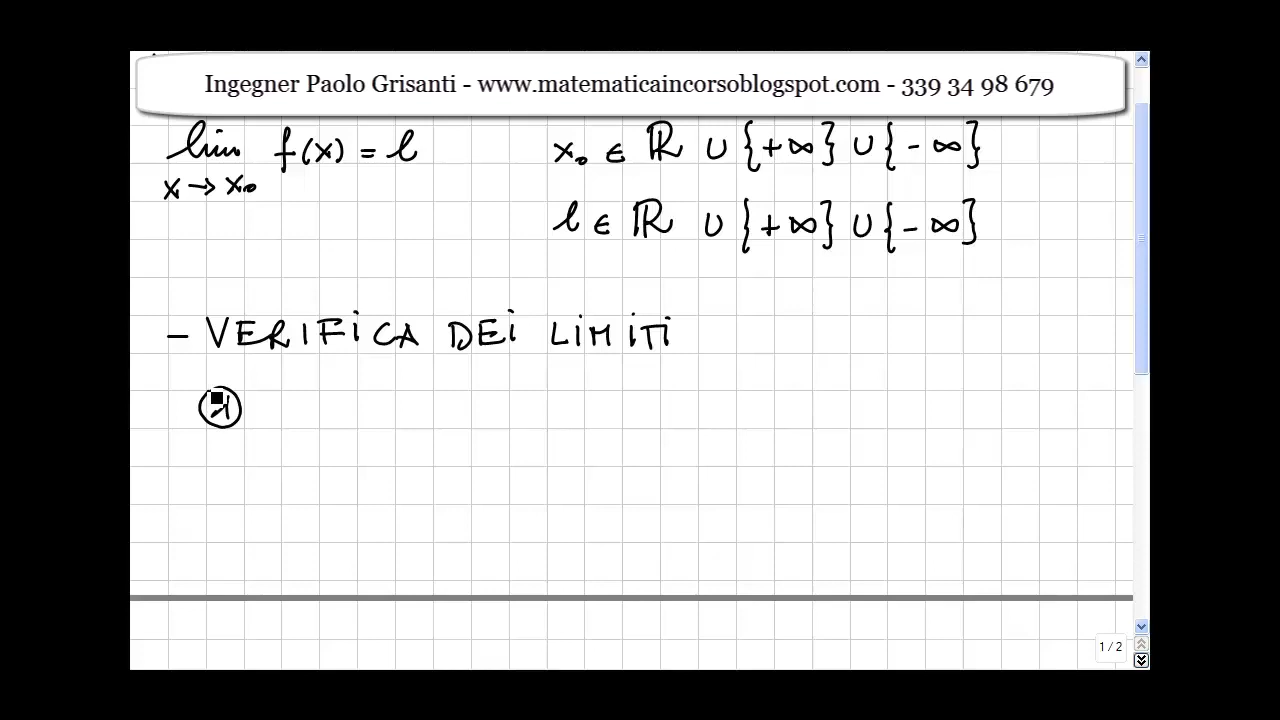 Ingegner Paolo Grisanti - www.matematicaincorsoblogspot.com - 339 34 98 679
lim f(x) = l x₀ ∈ ℝ ∪ {+∞} ∪ {-∞}
x → x₀
l ∈ ℝ ∪ {+∞} ∪ {-∞}
- VERIFICA DEI LIMITI
1 / 2